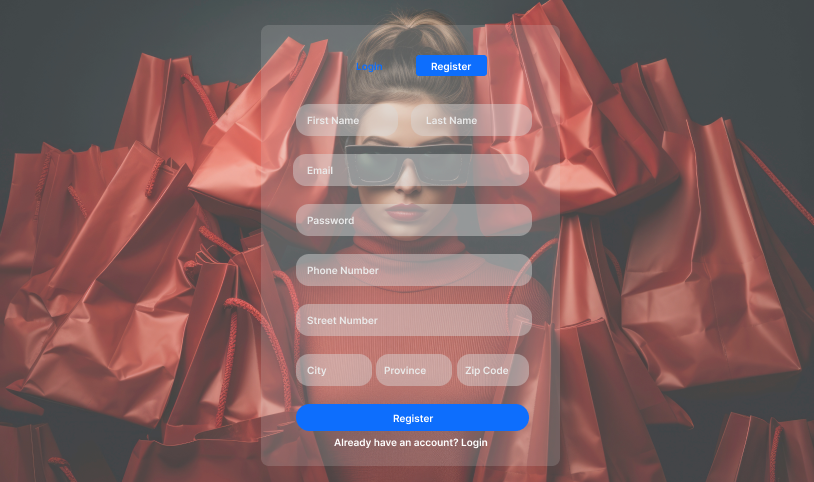 Login Register
First Name Last Name
Email
Password
Phone Number
Street Number
City Province Zip Code
Register
Already have an account? Login